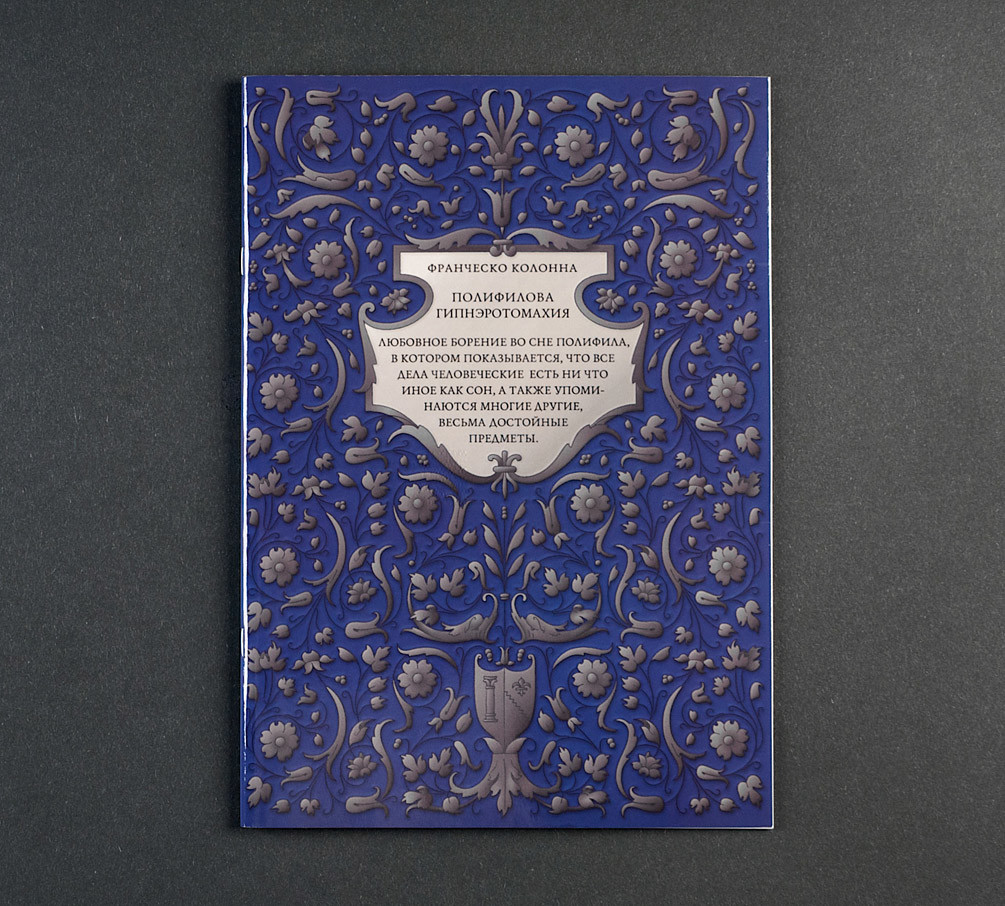 ФРАНЧЕСКО КОЛОННА
ПОЛИФИЛОВА
ГИПНЭРОТОМАХИЯ
ЛЮБОВНОЕ БОРЕНИЕ ВО СНЕ ПОЛИФИЛА,
В КОТОРОМ ПОКАЗЫВАЕТСЯ, ЧТО ВСЕ
ДЕЛА ЧЕЛОВЕЧЕСКИЕ ЕСТЬ НИ ЧТО
ИНОЕ КАК СОН, А ТАКЖЕ УПОМИ-
НАЮТСЯ МНОГИЕ ДРУГИЕ,
ВЕСЬМА ДОСТОЙНЫЕ
ПРЕДМЕТЫ.